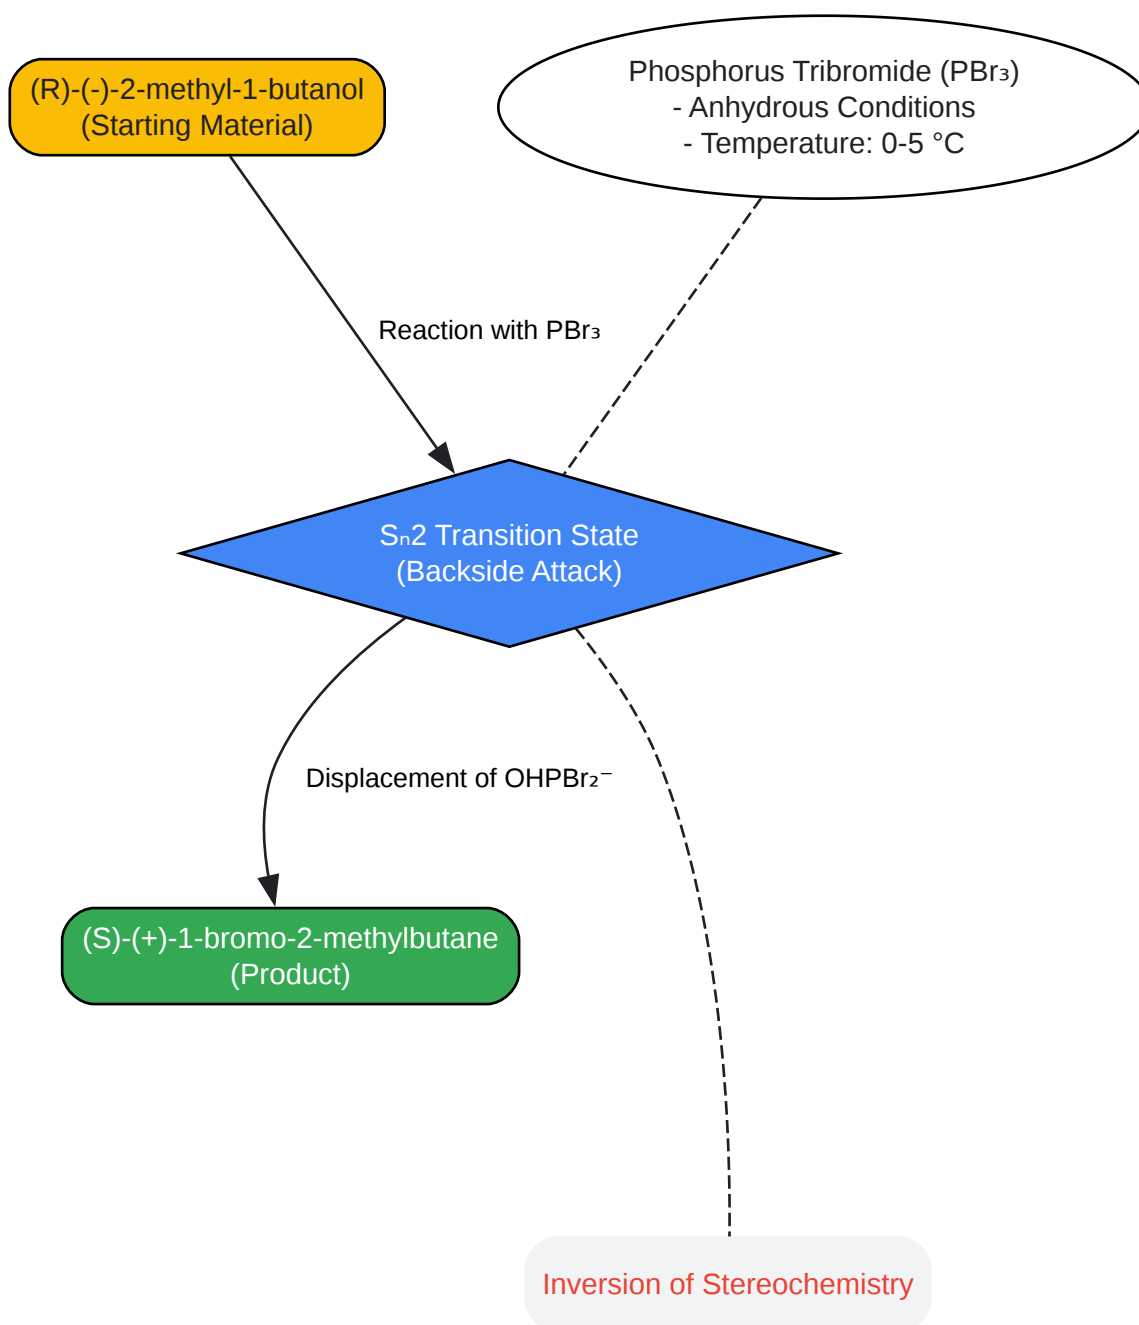 (R)-(-)-2-methyl-1-butanol
(Starting Material)
Phosphorus Tribromide (PBr₃)
- Anhydrous Conditions
- Temperature: 0-5 °C
Reaction with PBr₃
Sₙ2 Transition State
(Backside Attack)
Displacement of OHPBr₂⁻
(S)-(+)-1-bromo-2-methylbutane
(Product)
Inversion of Stereochemistry